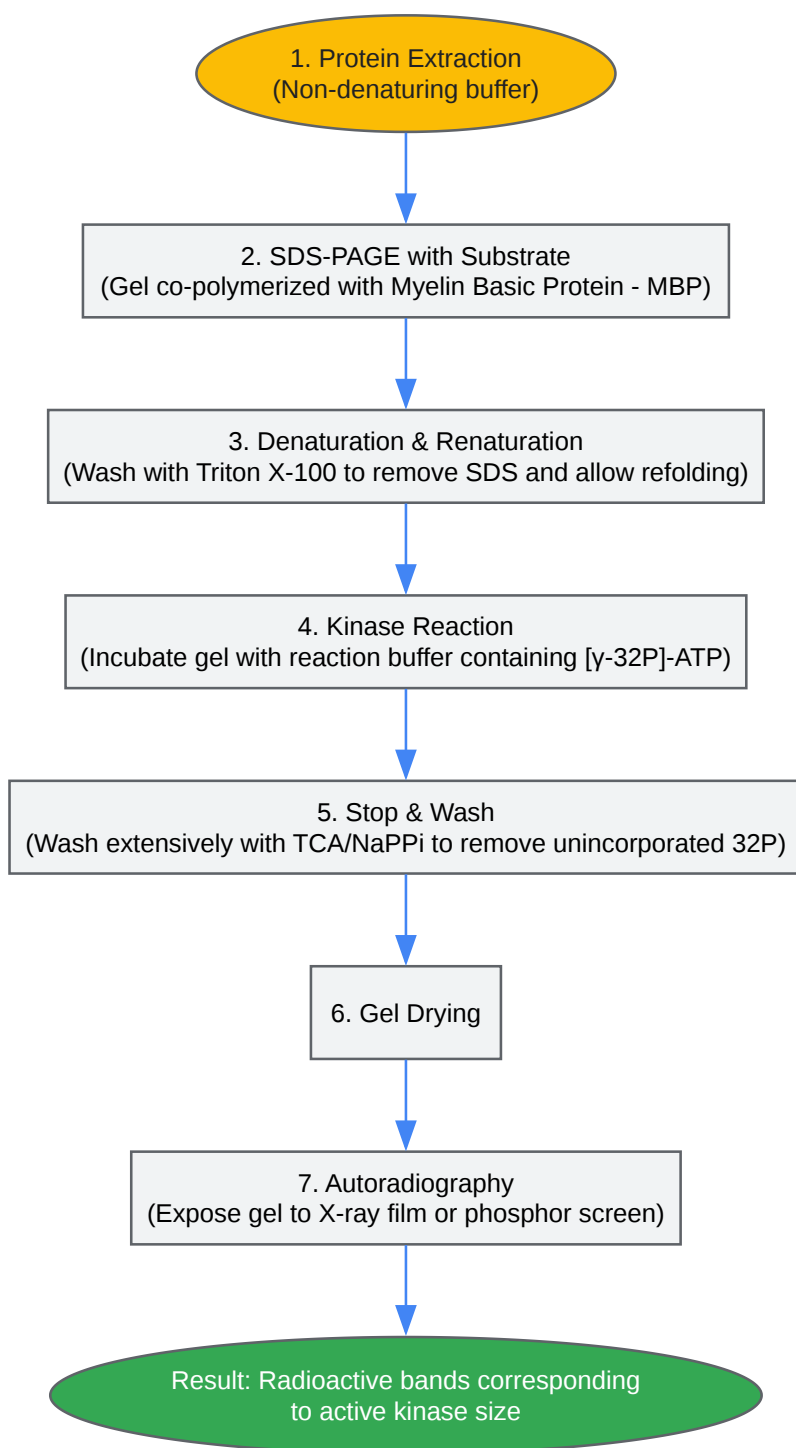 1. Protein Extraction
(Non-denaturing buffer)
2. SDS-PAGE with Substrate
(Gel co-polymerized with Myelin Basic Protein - MBP)
3. Denaturation & Renaturation
(Wash with Triton X-100 to remove SDS and allow refolding)
4. Kinase Reaction
(Incubate gel with reaction buffer containing [γ-32P]-ATP)
5. Stop & Wash
(Wash extensively with TCA/NaPPi to remove unincorporated 32P)
6. Gel Drying
7. Autoradiography
(Expose gel to X-ray film or phosphor screen)
Result: Radioactive bands corresponding
to active kinase size